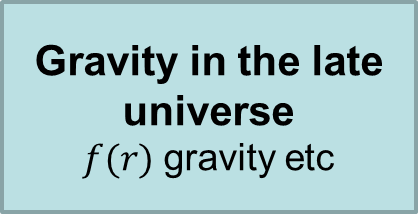 Gravity in the late
universe
𝑓(𝑟) gravity etc